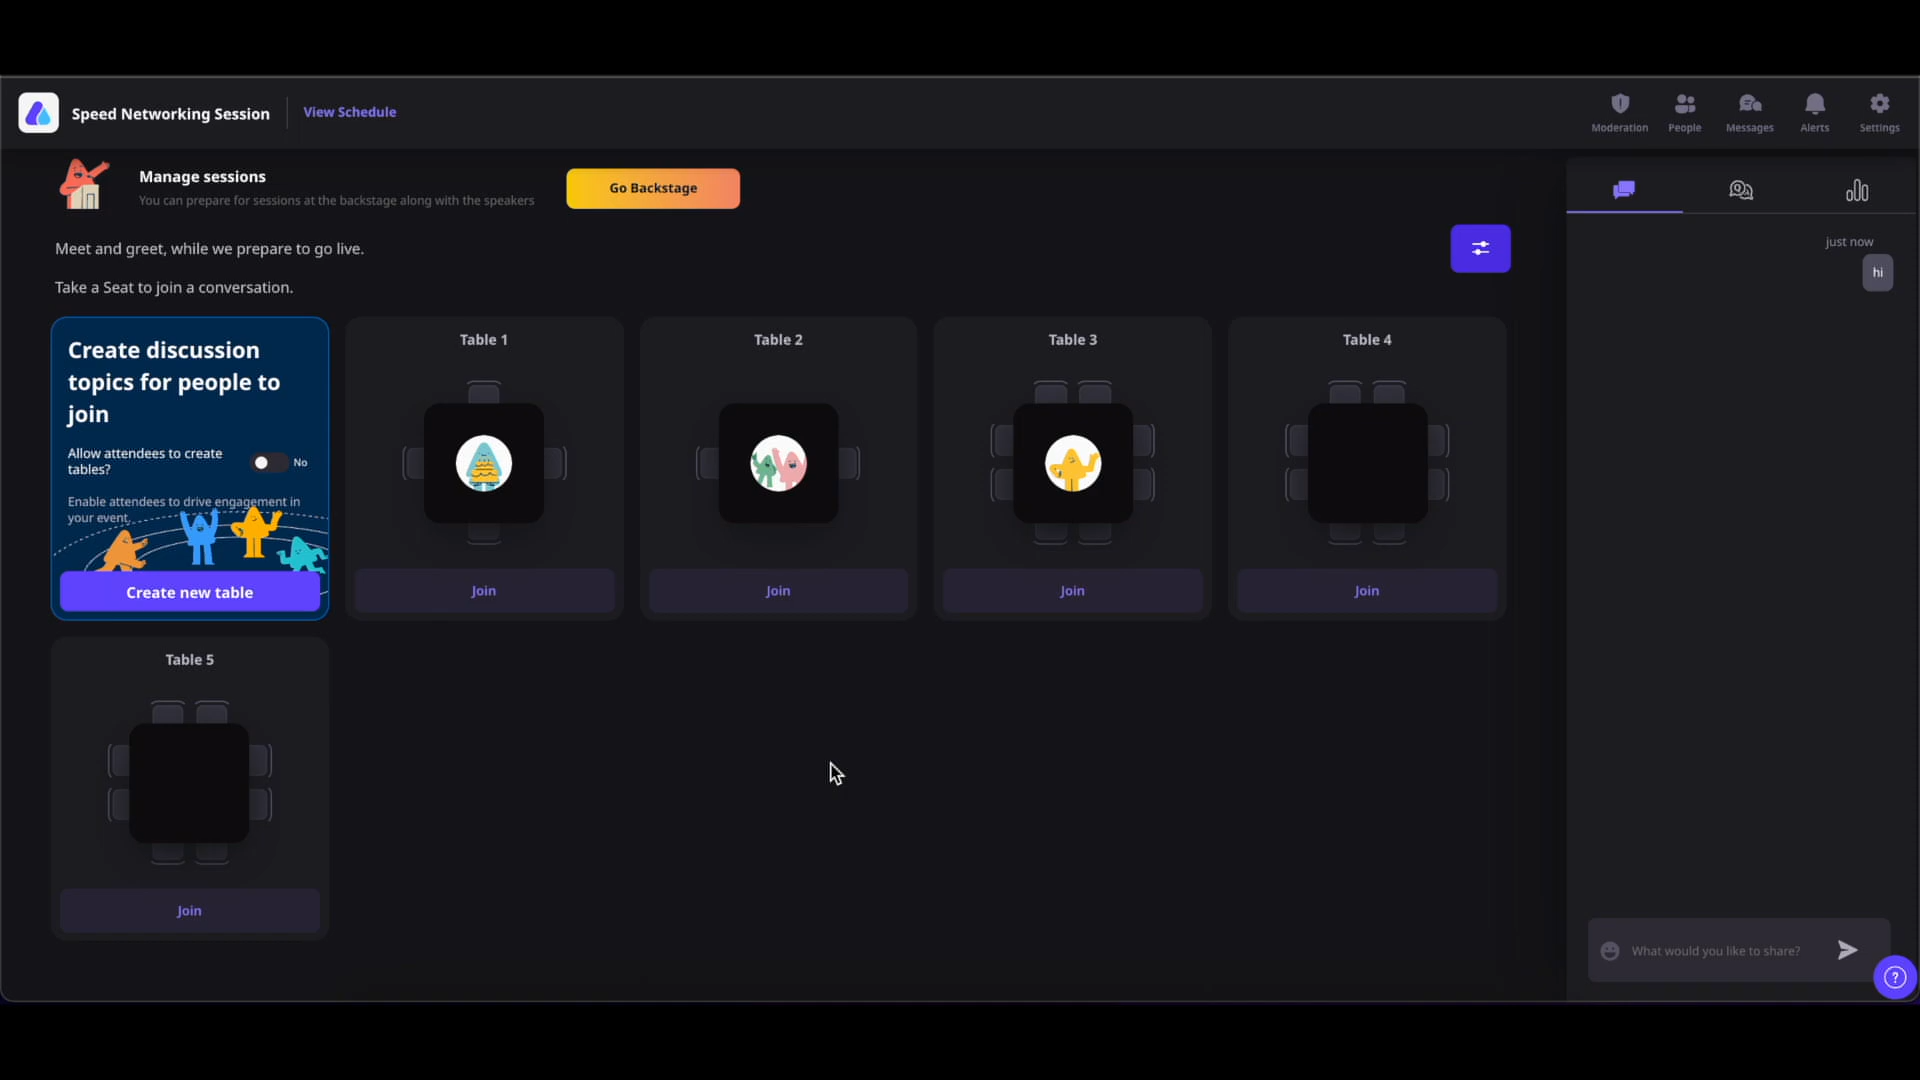 Speed Networking Session
View Schedule
Moderation
People
Messages
Alerts
Settings
Manage sessions
You can prepare for sessions at the backstage along with the speakers
Go Backstage
Meet and greet, while we prepare to go live.
Take a Seat to join a conversation.
just now
hi
Create discussion
topics for people to
join
Allow attendees to create
tables?
No
Enable attendees to drive engagement in
your event.
Create new table
Table 1
Join
Table 2
Join
Table 3
Join
Table 4
Join
Table 5
Join
What would you like to share?
?